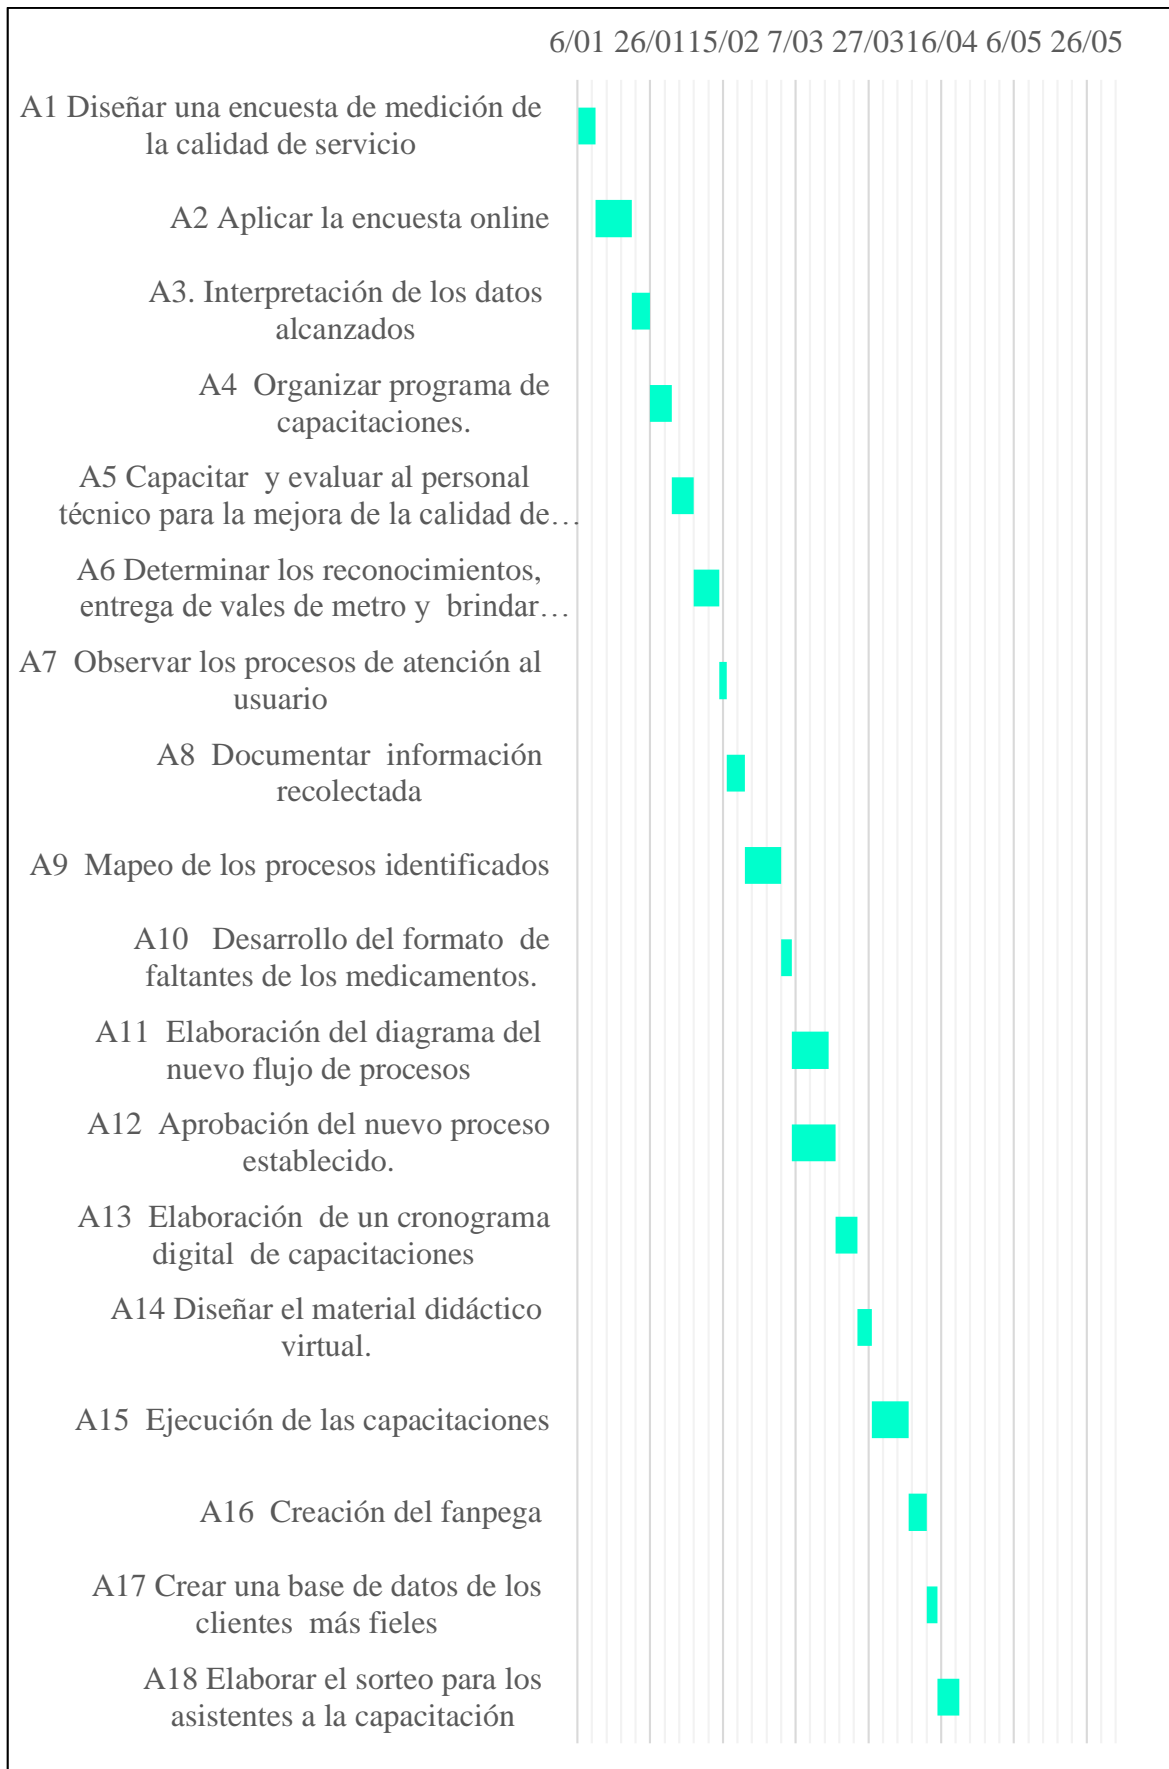 6/01 26/01 15/02 7/03 27/03 16/04 6/05 26/05
A1 Diseñar una encuesta de medición de
la calidad de servicio
A2 Aplicar la encuesta online
A3. Interpretación de los datos
alcanzados
A4 Organizar programa de
capacitaciones.
A5 Capacitar y evaluar al personal
técnico para la mejora de la calidad de…
A6 Determinar los reconocimientos,
entrega de vales de metro y brindar…
A7 Observar los procesos de atención al
usuario
A8 Documentar información
recolectada
A9 Mapeo de los procesos identificados
A10 Desarrollo del formato de
faltantes de los medicamentos.
A11 Elaboración del diagrama del
nuevo flujo de procesos
A12 Aprobación del nuevo proceso
establecido.
A13 Elaboración de un cronograma
digital de capacitaciones
A14 Diseñar el material didáctico
virtual.
A15 Ejecución de las capacitaciones
A16 Creación del fanpega
A17 Crear una base de datos de los
clientes más fieles
A18 Elaborar el sorteo para los
asistentes a la capacitación